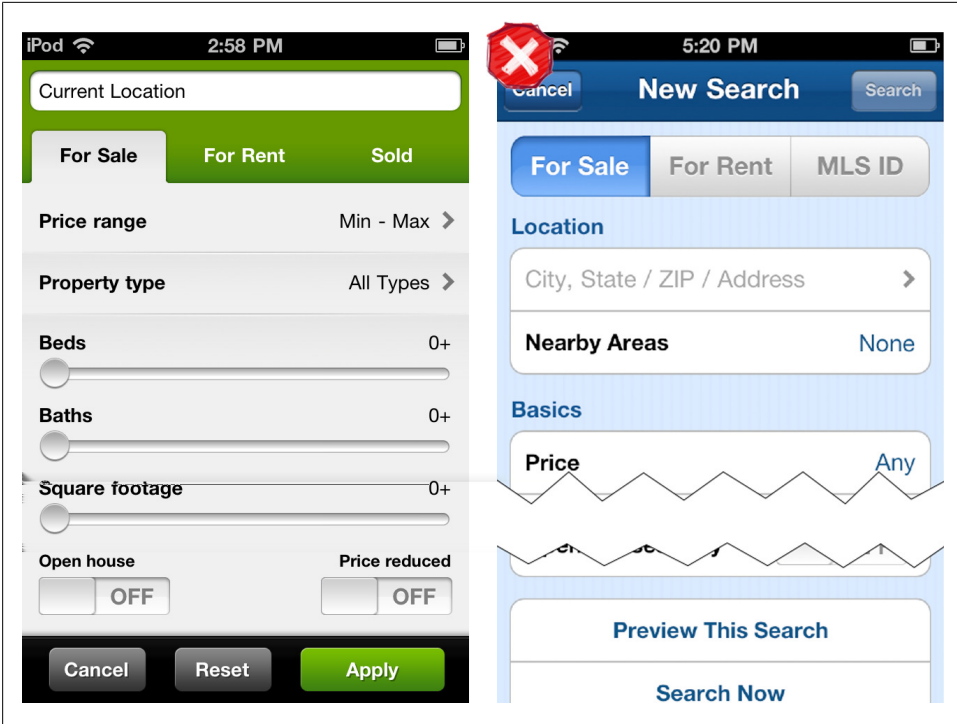 iPod 2:58 PM
Current Location
For Sale For Rent Sold
Price range Min - Max
Property type All Types
Beds 0+
Baths 0+
Square footage 0+
Open house Price reduced
OFF OFF
Cancel Reset Apply
5:20 PM
Cancel New Search Search
For Sale For Rent MLS ID
Location
City, State / ZIP / Address
Nearby Areas None
Basics
Price Any
Preview This Search
Search Now